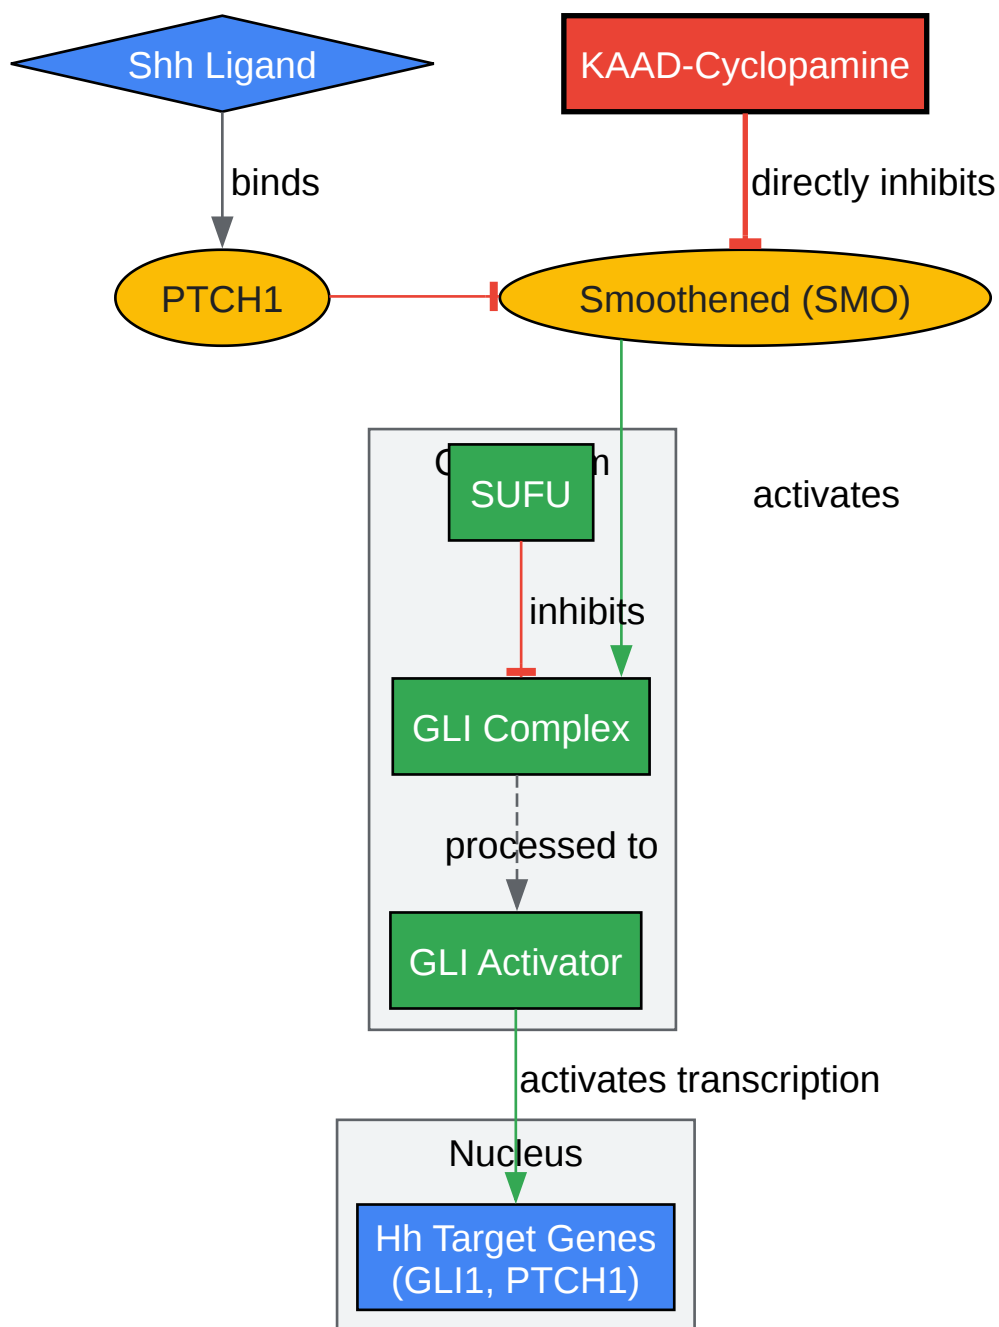 Shh Ligand
KAAD-Cyclopamine
binds
directly inhibits
PTCH1
Smoothened (SMO)
SUFU
activates
inhibits
GLI Complex
processed to
GLI Activator
activates transcription
Nucleus
Hh Target Genes
(GLI1, PTCH1)